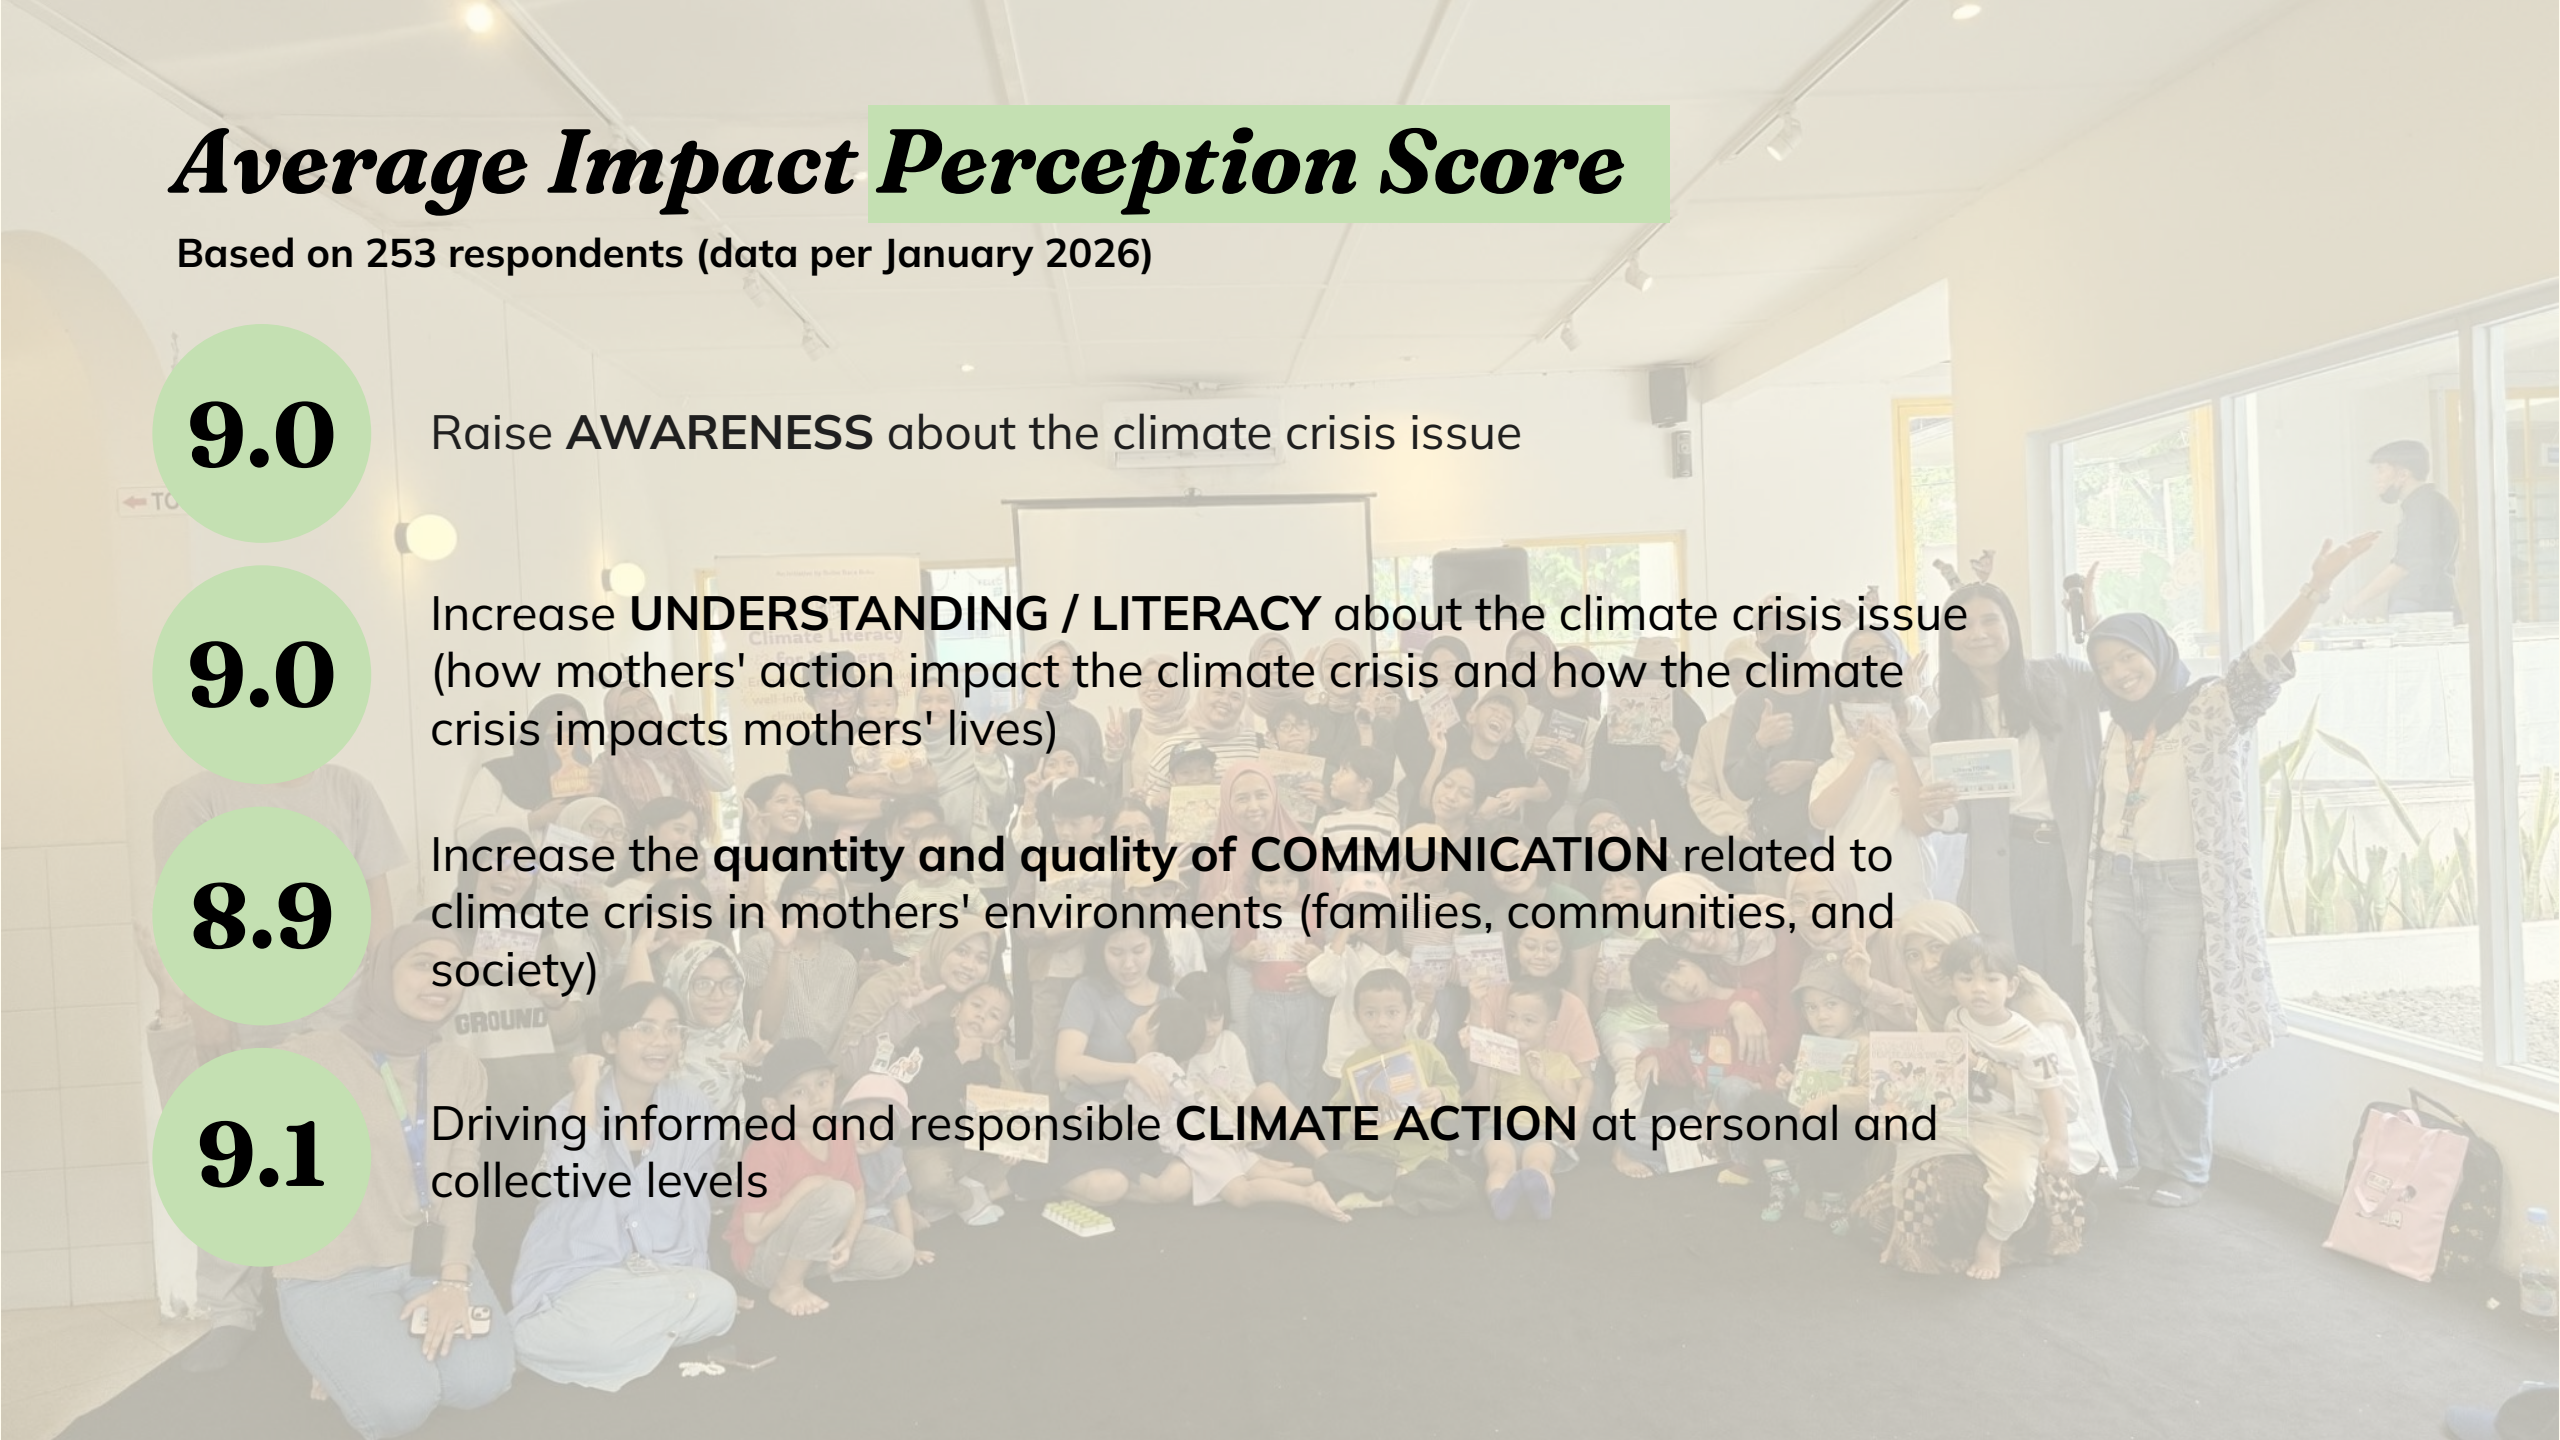 Average Impact Perception Score
Based on 253 respondents (data per January 2026)
9.0
Raise AWARENESS about the climate crisis issue
9.0
Increase UNDERSTANDING / LITERACY about the climate crisis issue
(how mothers' action impact the climate crisis and how the climate
crisis impacts mothers' lives)
8.9
Increase the quantity and quality of COMMUNICATION related to
climate crisis in mothers' environments (families, communities, and
society)
9.1
Driving informed and responsible CLIMATE ACTION at personal and
collective levels
Climate Literacy
GROUND